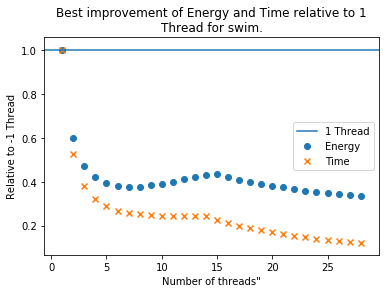 Best improvement of Energy and Time relative to 1
Thread for swim.
Relative to -1 Thread
1.0
0.8
0.6
0.4
0.2
1 Thread
Energy
Time
0
5
10
15
20
25
Number of threads"